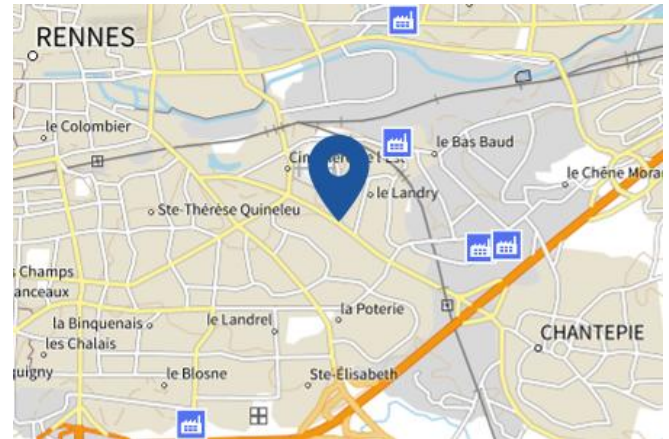 RENNES
le Colombier
le Bas Baud
le Chêne Mora
le Landry
Ste-Thérèse Quineleu
Champs
anceaux
la Poterie
la Binquenais
le Landrel
les Chalais
CHANTEPIE
quigny
le Blosne
Ste-Élisabeth